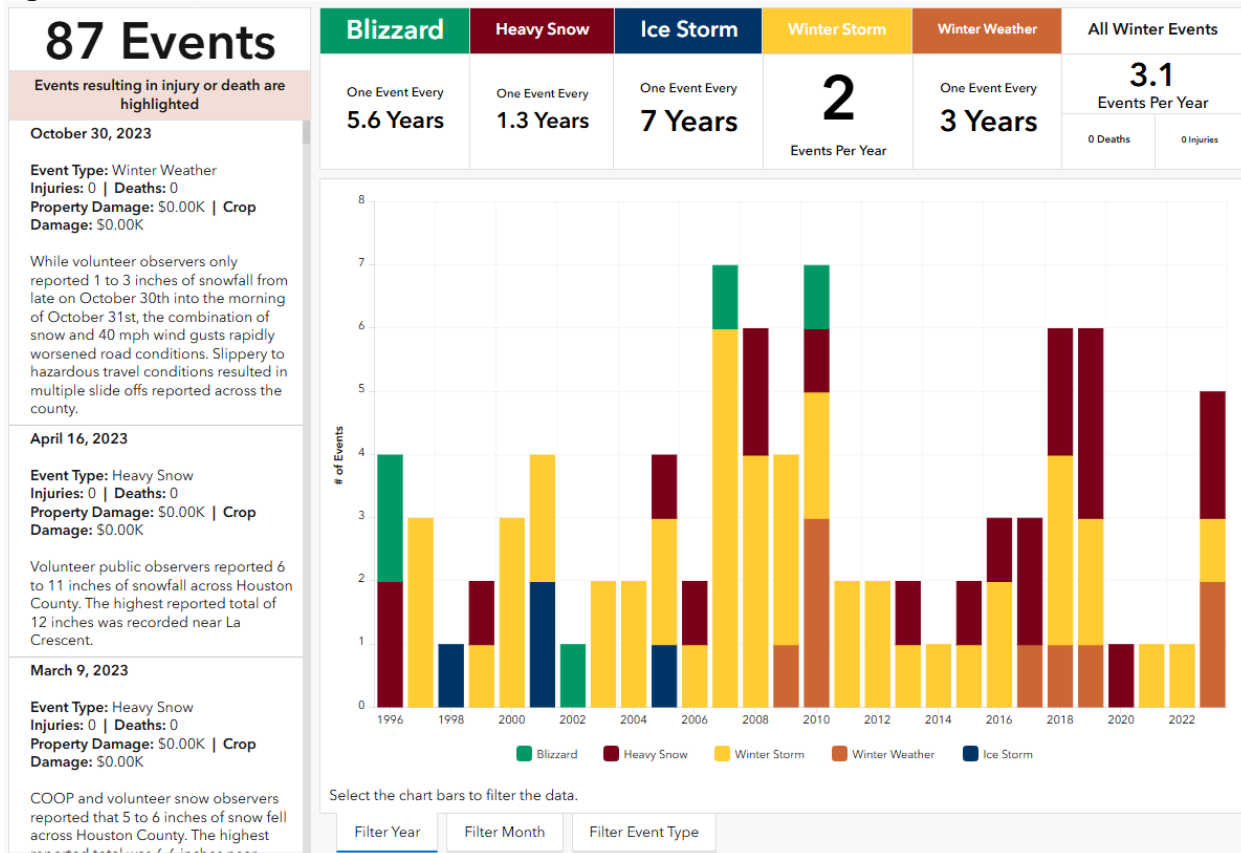 87 Events
Events resulting in injury or death are
highlighted
October 30, 2023
Event Type: Winter Weather
Injuries: 0 | Deaths: 0
Property Damage: $0.00K | Crop
Damage: $0.00K
While volunteer observers only
reported 1 to 3 inches of snowfall from
late on October 30th into the morning
of October 31st, the combination of
snow and 40 mph wind gusts rapidly
worsened road conditions. Slippery to
hazardous travel conditions resulted in
multiple slide offs reported across the
county.
April 16, 2023
Event Type: Heavy Snow
Injuries: 0 | Deaths: 0
Property Damage: $0.00K | Crop
Damage: $0.00K
Volunteer public observers reported 6
to 11 inches of snowfall across Houston
County. The highest reported total of
12 inches was recorded near La
Crescent.
March 9, 2023
Event Type: Heavy Snow
Injuries: 0 | Deaths: 0
Property Damage: $0.00K | Crop
Damage: $0.00K
COOP and volunteer snow observers
reported that 5 to 6 inches of snow fell
across Houston County. The highest
Blizzard
One Event Every
5.6 Years
Heavy Snow
One Event Every
1.3 Years
Ice Storm
One Event Every
7 Years
Winter Storm
2
Events Per Year
Winter Weather
One Event Every
3 Years
All Winter Events
3.1
Events Per Year
0 Deaths
0 Injuries
# of Events
8
7
6
5
4
3
2
1
0
1996 1998 2000 2002 2004 2006 2008 2010 2012 2014 2016 2018 2020 2022
Blizzard Heavy Snow Winter Storm Winter Weather Ice Storm
Select the chart bars to filter the data.
Filter Year Filter Month Filter Event Type